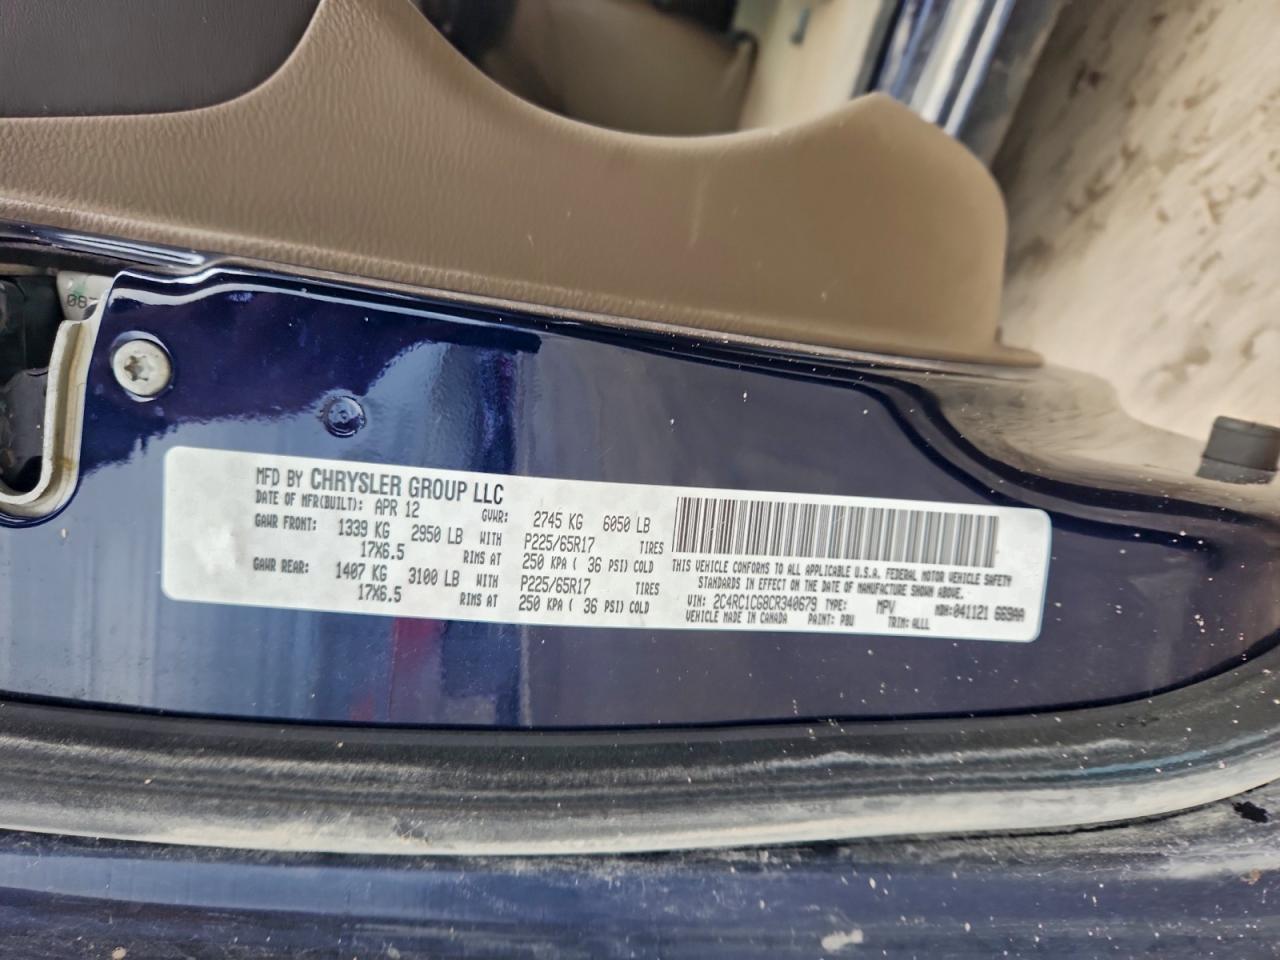 MFD BY CHRYSLER GROUP LLC
DATE OF MFR(BUILT): APR 12 GVWR: 2745 KG 6050 LB
GAWR FRONT: 1339 KG 2950 LB WITH P225/65R17 TIRES
17X6.5 RIMS AT 250 KPA ( 36 PSI) COLD
GAWR REAR: 1407 KG 3100 LB WITH P225/65R17 TIRES
17X6.5 RIMS AT 250 KPA ( 36 PSI) COLD
THIS VEHICLE CONFORMS TO ALL APPLICABLE U.S.A. FEDERAL MOTOR VEHICLE SAFETY
STANDARDS IN EFFECT ON THE DATE OF MANUFACTURE SHOWN ABOVE.
VIN: 2C4RC1CG8CR340679 TYPE: MPV MDH: 041121 669AA
VEHICLE MADE IN CANADA PAINT: PBU TRIM: ALLL